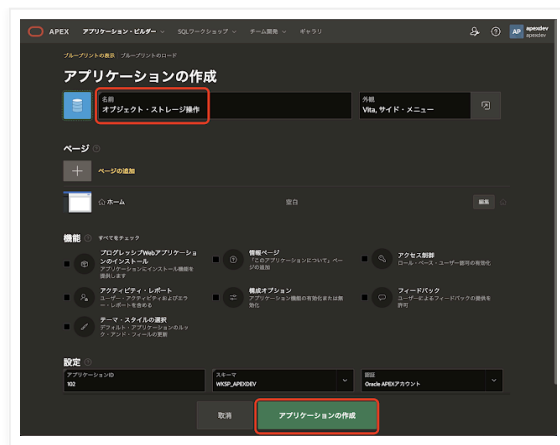 APEX アプリケーション・ビルダー SQLワークショップ チーム開発 ギャラリ AP apexdev
apexdev
ブループリントの表示 ブループリントのロード
アプリケーションの作成
名前
オブジェクト・ストレージ操作
外観
Vita, サイド・メニュー
ページ
ページの追加
ホーム 空白 編集
機能 すべてをチェック
プログレッシブWebアプリケーションのインストール
アプリケーションにインストール機能を提供します
情報ページ
「このアプリケーションについて」ページの追加
アクセス制御
ロール・ベース・ユーザー認可の有効化
アクティビティ・レポート
ユーザー・アクティビティおよびエラー・レポートを含める
構成オプション
アプリケーション機能の有効化または無効化
フィードバック
ユーザーによるフィードバックの提供を許可
テーマ・スタイルの選択
デフォルト・アプリケーションのルック・アンド・フィールの更新
設定
アプリケーションID
102
スキーマ
WKSP_APEXDEV
認証
Oracle APEXアカウント
取消 アプリケーションの作成